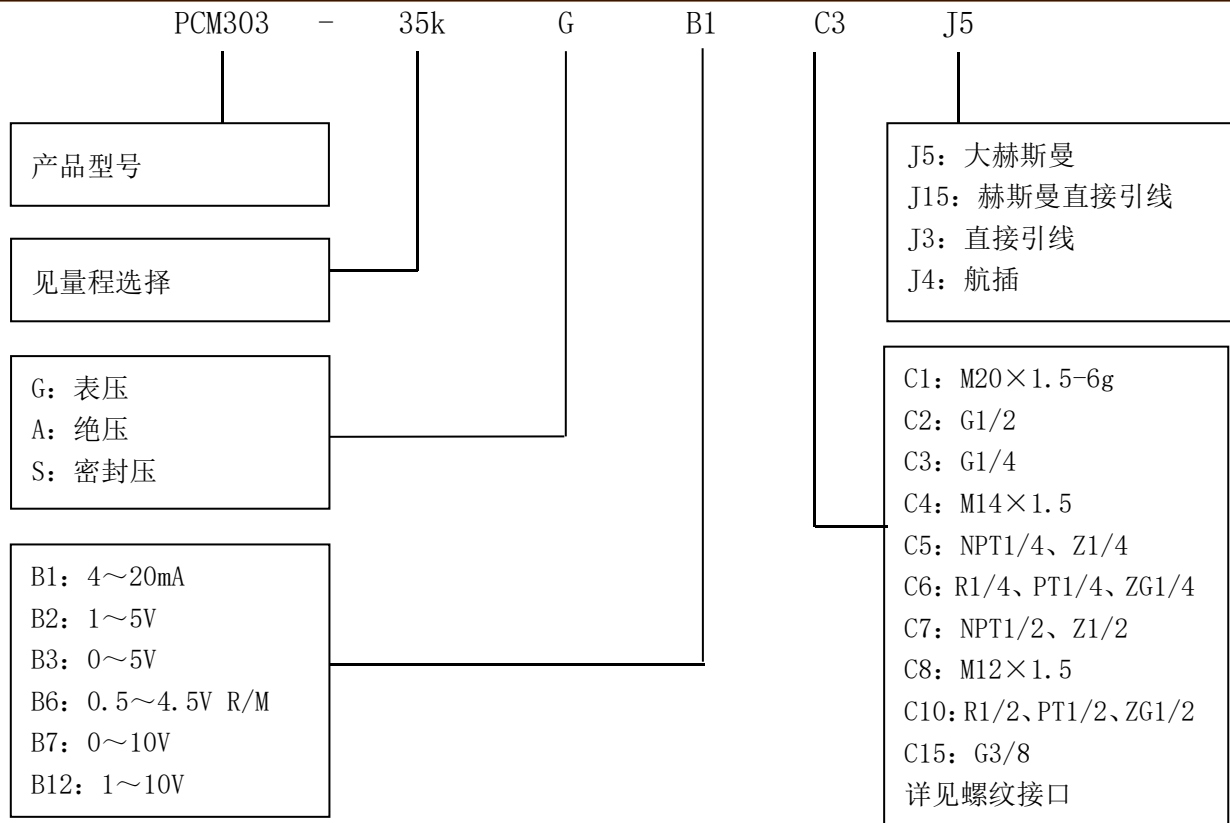 PCM303 - 35k G B1 C3 J5
产品型号
见量程选择
G：表压
A：绝压
S：密封压
B1：4～20mA
B2：1～5V
B3：0～5V
B6：0.5～4.5V R/M
B7：0～10V
B12：1～10V
J5：大赫斯曼
J15：赫斯曼直接引线
J3：直接引线
J4：航插
C1：M20×1.5-6g
C2：G1/2
C3：G1/4
C4：M14×1.5
C5：NPT1/4、Z1/4
C6：R1/4、PT1/4、ZG1/4
C7：NPT1/2、Z1/2
C8：M12×1.5
C10：R1/2、PT1/2、ZG1/2
C15：G3/8
详见螺纹接口